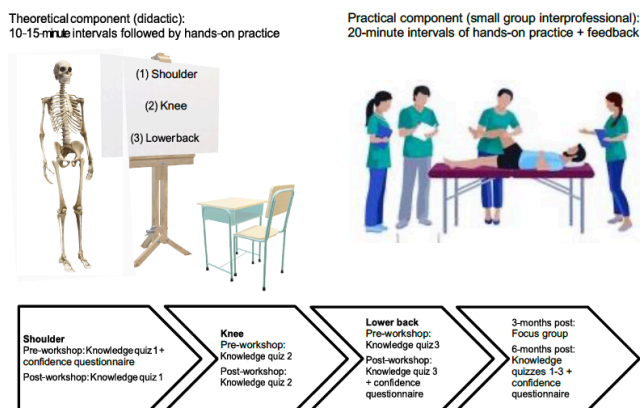 Theoretical component (didactic):
10-15-minute intervals followed by hands-on practice
Practical component (small group interprofessional):
20-minute intervals of hands-on practice + feedback
(1) Shoulder
(2) Knee
(3) Lowerback
Shoulder
Pre-workshop: Knowledge quiz 1 +
confidence questionnaire
Post-workshop: Knowledge quiz 1
Knee
Pre-workshop:
Knowledge quiz 2
Post-workshop:
Knowledge quiz 2
Lower back
Pre-workshop:
Knowledge quiz3
Post-workshop:
Knowledge quiz 3
+ confidence
questionnaire
3-months post:
Focus group
6-months post:
Knowledge
quizzes 1-3 +
confidence
questionnaire